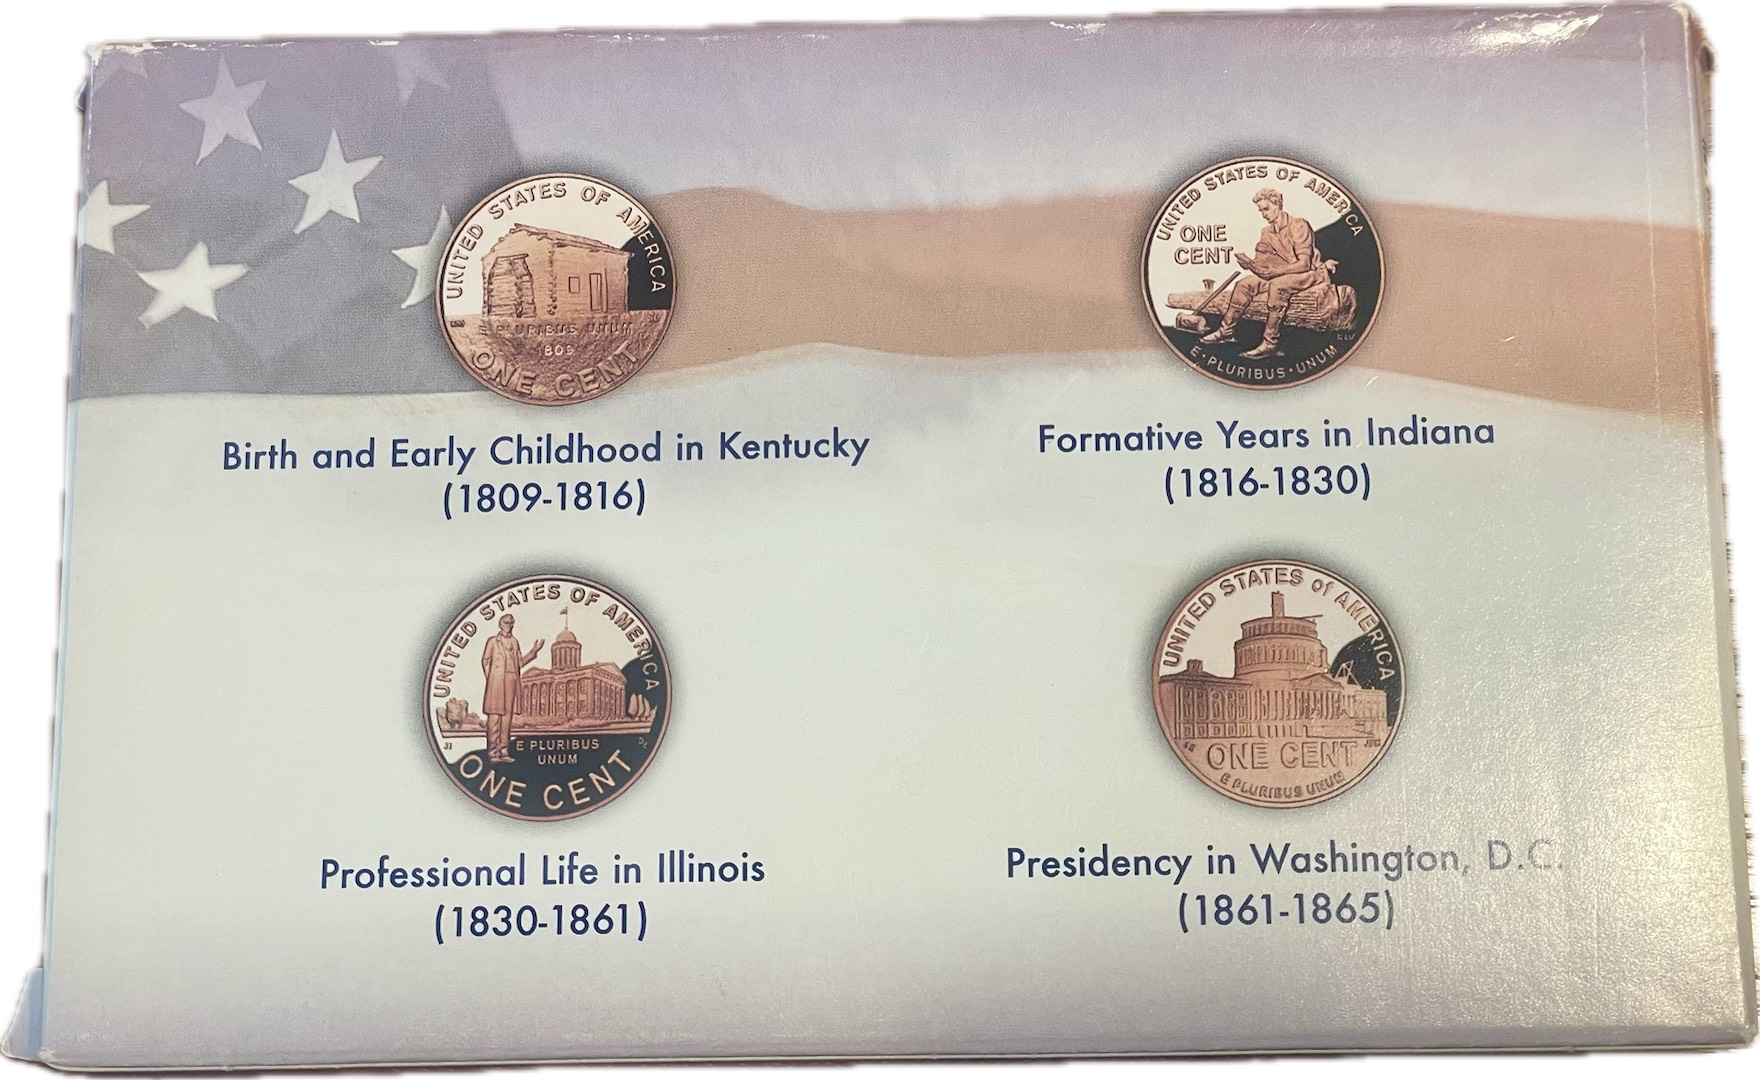 UNITED STATES OF AMERICA
E PLURIBUS UNUM
1809
ONE CENT
Birth and Early Childhood in Kentucky
(1809-1816)
UNITED STATES OF AMERICA
ONE
CENT
E·PLURIBUS·UNUM
Formative Years in Indiana
(1816-1830)
UNITED STATES OF AMERICA
E PLURIBUS
UNUM
ONE CENT
Professional Life in Illinois
(1830-1861)
UNITED STATES of AMERICA
ONE CENT
E PLURIBUS UNUM
Presidency in Washington, D.C.
(1861-1865)